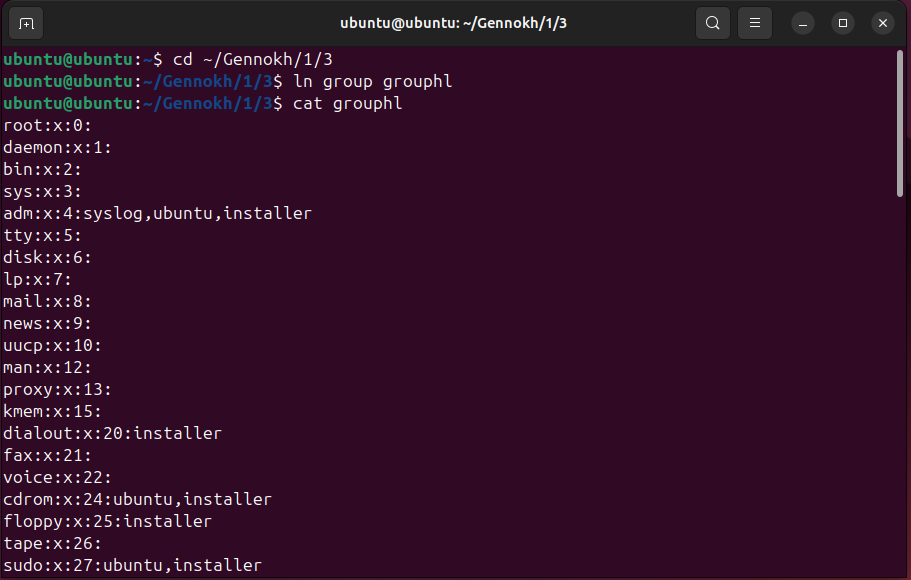 ubuntu@ubuntu: ~/Gennokh/1/3
ubuntu@ubuntu:~$ cd ~/Gennokh/1/3
ubuntu@ubuntu:~/Gennokh/1/3$ ln group grouphl
ubuntu@ubuntu:~/Gennokh/1/3$ cat grouphl
root:x:0:
daemon:x:1:
bin:x:2:
sys:x:3:
adm:x:4:syslog,ubuntu,installer
tty:x:5:
disk:x:6:
lp:x:7:
mail:x:8:
news:x:9:
uucp:x:10:
man:x:12:
proxy:x:13:
kmem:x:15:
dialout:x:20:installer
fax:x:21:
voice:x:22:
cdrom:x:24:ubuntu,installer
floppy:x:25:installer
tape:x:26:
sudo:x:27:ubuntu,installer